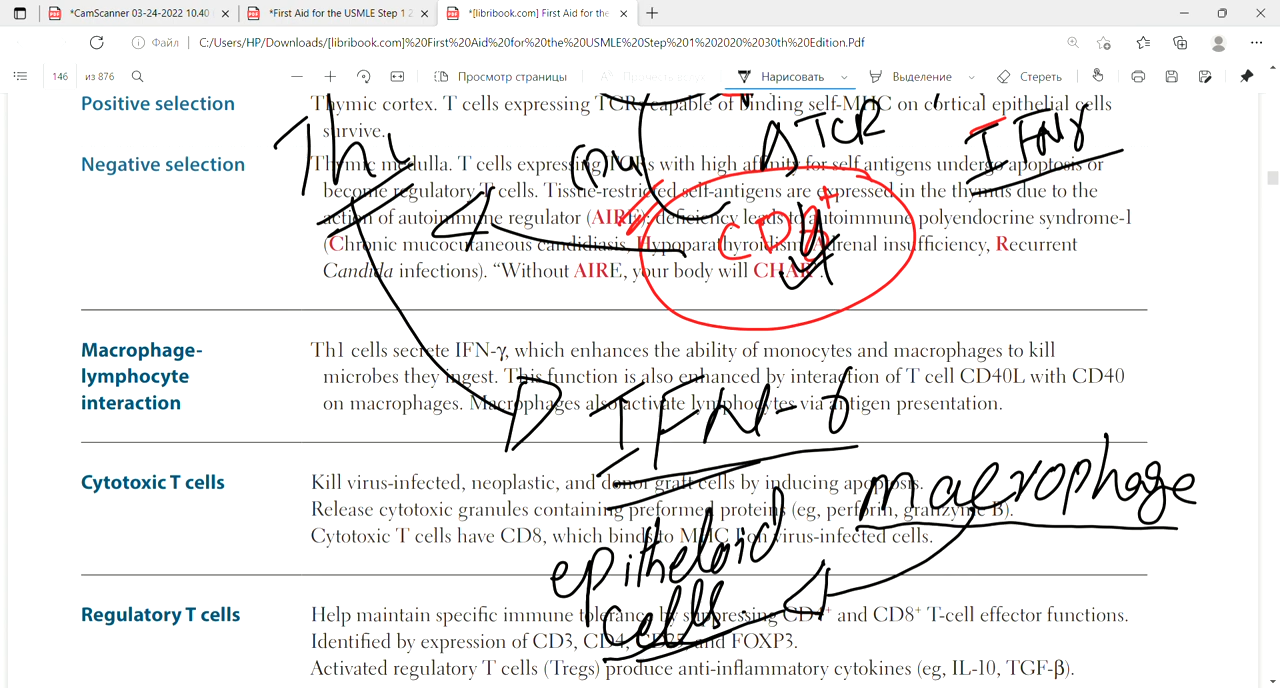 *CamScanner 03-24-2022 10.40
*First Aid for the USMLE Step 1 2
*[libribook.com] First Aid for the
Файл C:/Users/HP/Downloads/[libribook.com]%20First%20Aid%20for%20the%20USMLE%20Step%201%202020%2030th%20Edition.Pdf
146 из 876 Просмотр страницы Прочесть вслух Нарисовать Выделение Стереть
Positive selection Thymic cortex. T cells expressing TCRs capable of binding self-MHC on cortical epithelial cells
survive.
Th1
TCR
IFNγ
Negative selection Thymic medulla. T cells expressing TCRs with high affinity for self antigens undergo apoptosis or
become regulatory T cells. Tissue-restricted self-antigens are expressed in the thymus due to the
action of autoimmune regulator (AIRE); deficiency leads to autoimmune polyendocrine syndrome-1
(Chronic mucocutaneous candidiasis, Hypoparathyroidism, Adrenal insufficiency, Recurrent
Candida infections). “Without AIRE, your body will CHAR”.
CD4+
Macrophage-lymphocyte interaction Th1 cells secrete IFN-γ, which enhances the ability of monocytes and macrophages to kill
microbes they ingest. This function is also enhanced by interaction of T cell CD40L with CD40
on macrophages. Macrophages also activate lymphocytes via antigen presentation.
IFN-γ
macrophage
Cytotoxic T cells Kill virus-infected, neoplastic, and donor graft cells by inducing apoptosis.
Release cytotoxic granules containing preformed proteins (eg, perforin, granzyme B).
Cytotoxic T cells have CD8, which binds to MHC I on virus-infected cells.
epitheloid
cells.
Regulatory T cells Help maintain specific immune tolerance by suppressing CD4+ and CD8+ T-cell effector functions.
Identified by expression of CD3, CD4, CD25, and FOXP3.
Activated regulatory T cells (Tregs) produce anti-inflammatory cytokines (eg, IL-10, TGF-β).